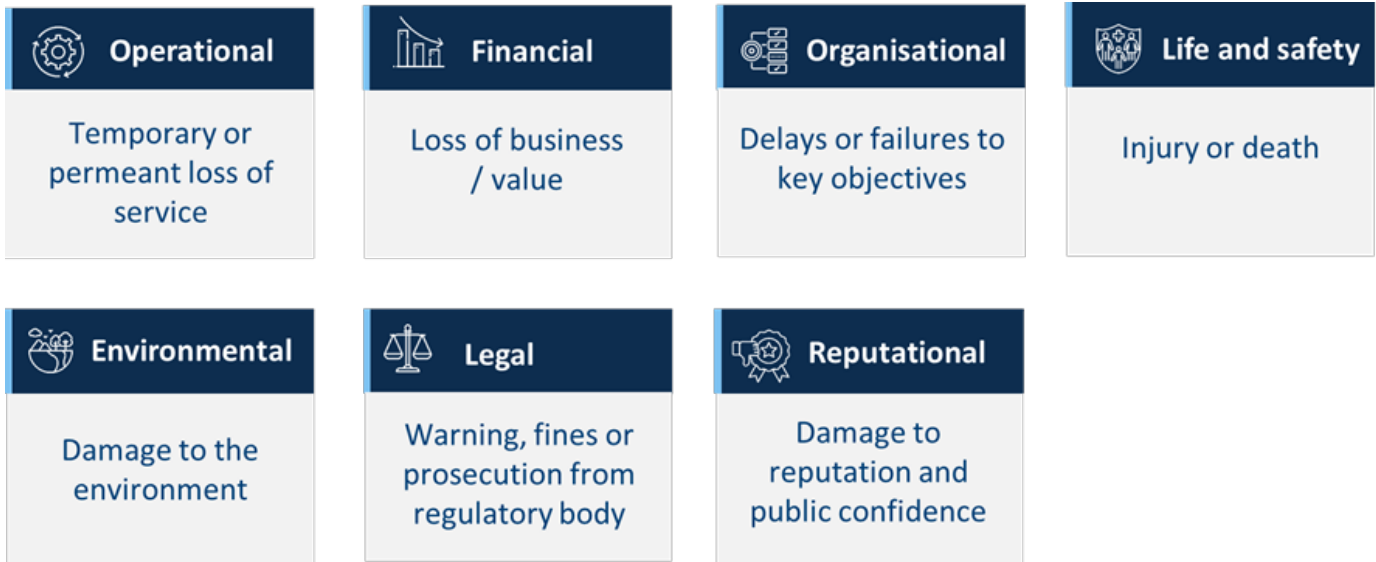 Operational
Temporary or
permeant loss of
service
Financial
Loss of business
/ value
Organisational
Delays or failures to
key objectives
Life and safety
Injury or death
Environmental
Damage to the
environment
Legal
Warning, fines or
prosecution from
regulatory body
Reputational
Damage to
reputation and
public confidence